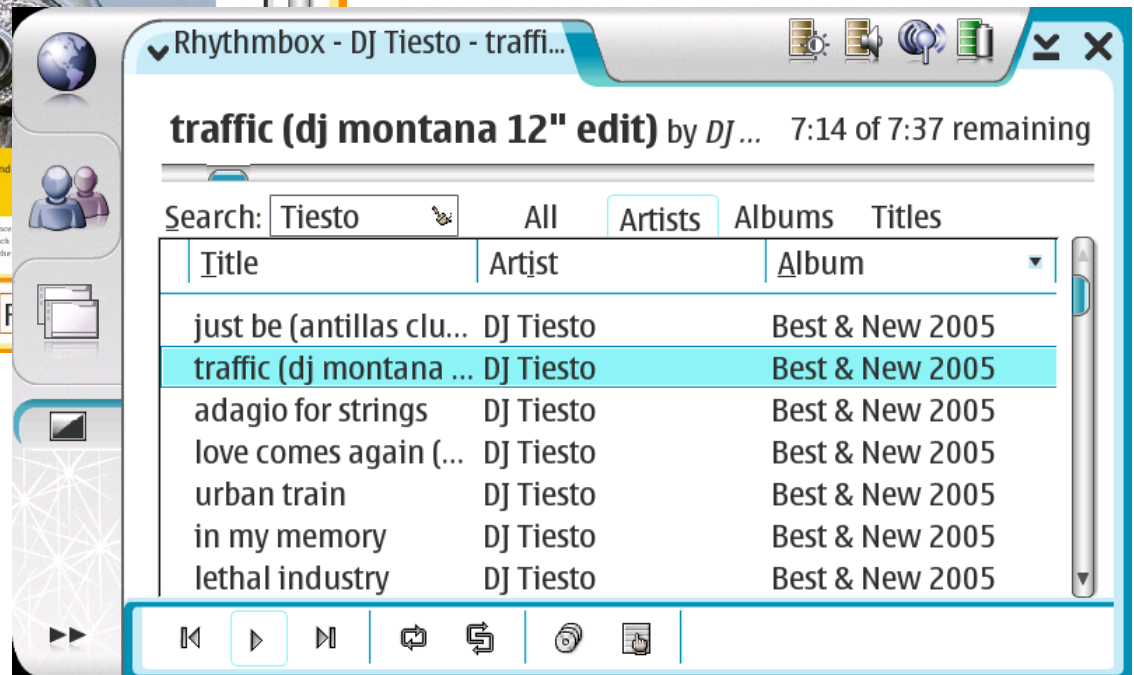 Rhythmbox - DJ Tiesto - traffi...
traffic (dj montana 12" edit) by DJ ... 7:14 of 7:37 remaining
Search: Tiesto All Artists Albums Titles
Title Artist Album
just be (antillas clu... DJ Tiesto Best & New 2005
traffic (dj montana ... DJ Tiesto Best & New 2005
adagio for strings DJ Tiesto Best & New 2005
love comes again (... DJ Tiesto Best & New 2005
urban train DJ Tiesto Best & New 2005
in my memory DJ Tiesto Best & New 2005
lethal industry DJ Tiesto Best & New 2005